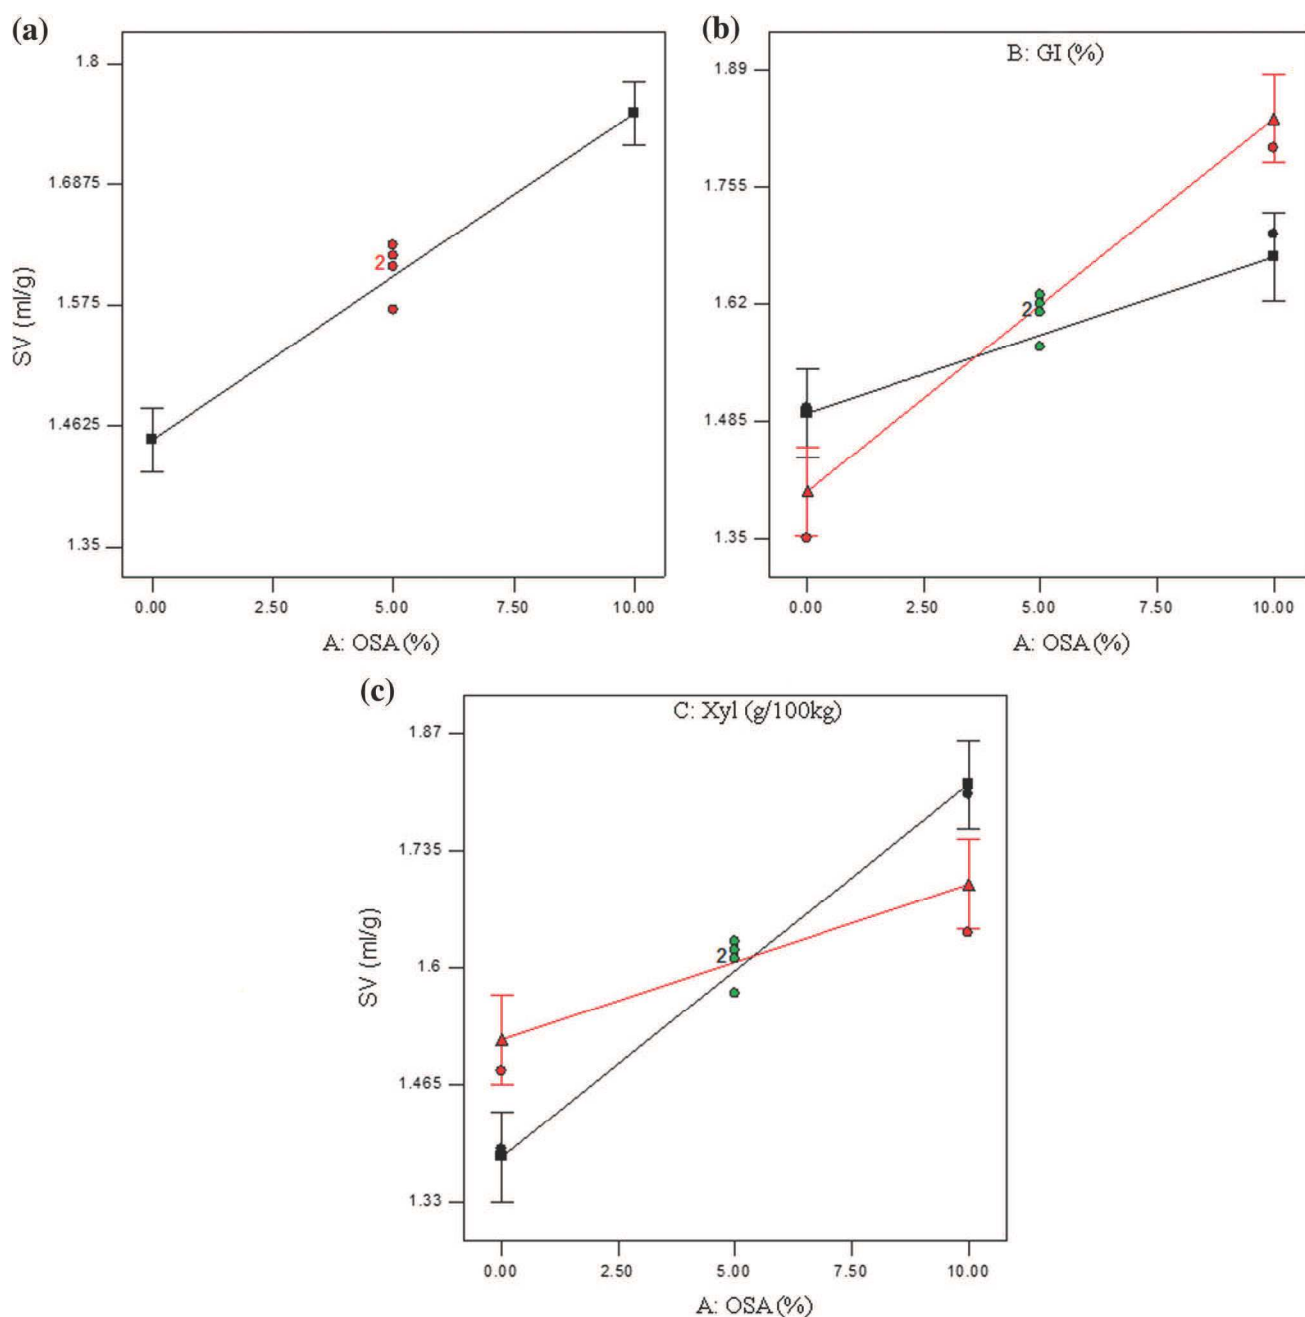 (a)
1.8
1.6875
1.575
1.4625
1.35
SV (ml/g)
2
0.00 2.50 5.00 7.50 10.00
A: OSA (%)
(b)
B: GI (%)
1.89
1.755
1.62
1.485
1.35
2
0.00 2.50 5.00 7.50 10.00
A: OSA (%)
(c)
C: Xyl (g/100kg)
1.87
1.735
1.6
1.465
1.33
SV (ml/g)
2
0.00 2.50 5.00 7.50 10.00
A: OSA (%)